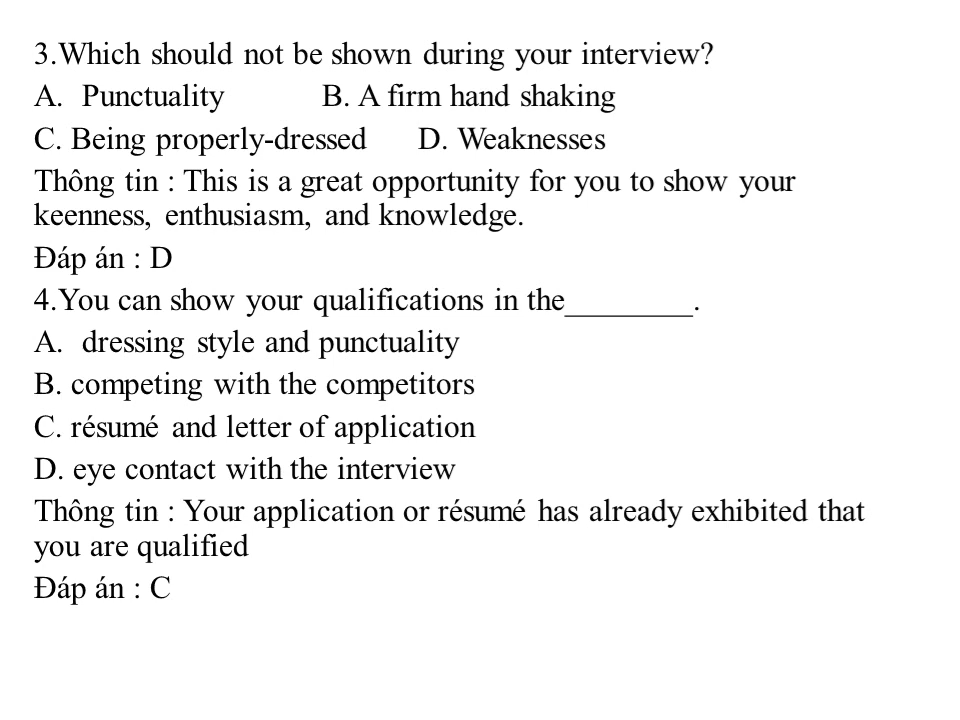 3.Which should not be shown during your interview?
A. Punctuality B. A firm hand shaking
C. Being properly-dressed D. Weaknesses
Thông tin : This is a great opportunity for you to show your
keenness, enthusiasm, and knowledge.
Đáp án : D
4.You can show your qualifications in the________.
A. dressing style and punctuality
B. competing with the competitors
C. résumé and letter of application
D. eye contact with the interview
Thông tin : Your application or résumé has already exhibited that
you are qualified
Đáp án : C